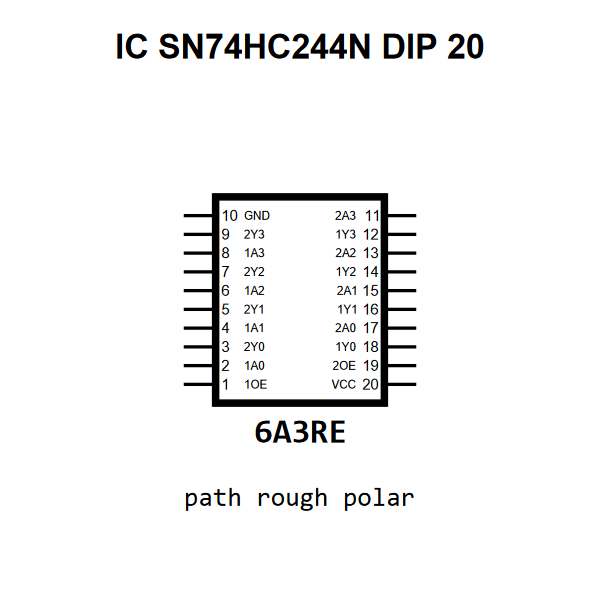 IC SN74HC244N DIP 20
10 GND 2A3 11
9 2Y3 1Y3 12
8 1A3 2A2 13
7 2Y2 1Y2 14
6 1A2 2A1 15
5 2Y1 1Y1 16
4 1A1 2A0 17
3 2Y0 1Y0 18
2 1A0 2OE 19
1 1OE VCC 20
6A3RE
path rough polar